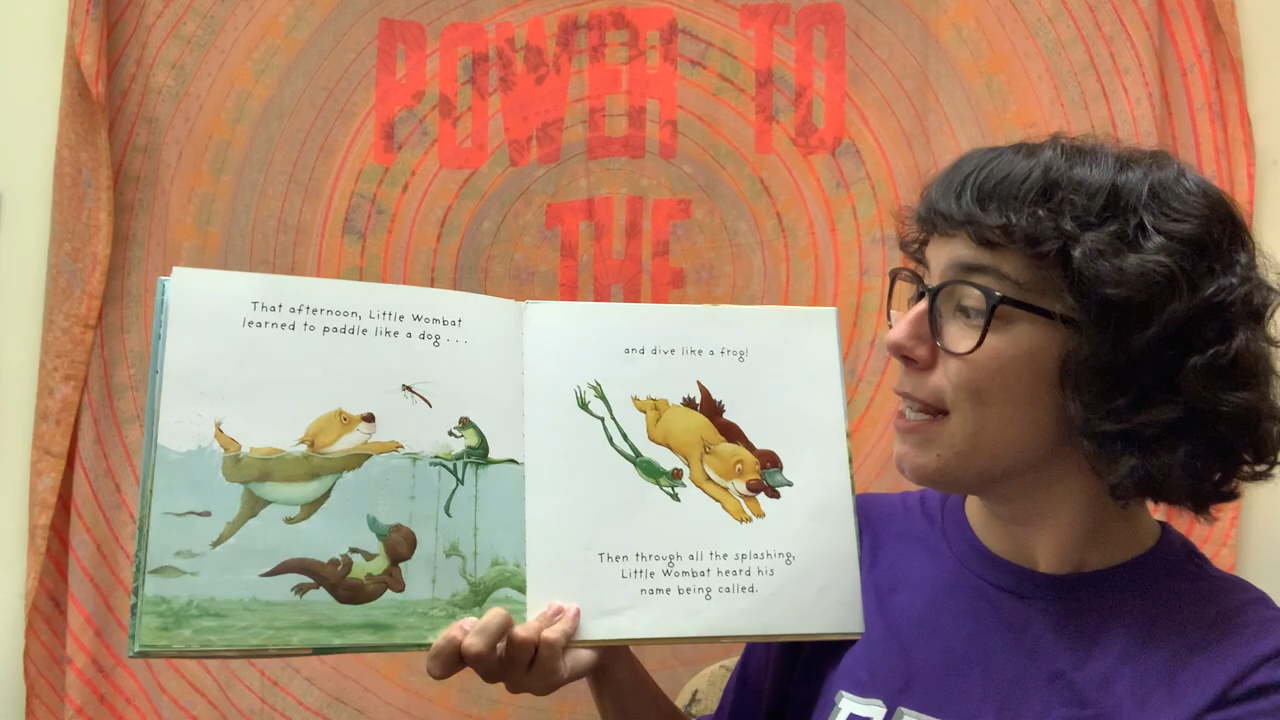 POWER TO
THE
That afternoon, Little Wombat
learned to paddle like a dog . . .
and dive like a frog!
Then through all the splashing,
Little Wombat heard his
name being called.